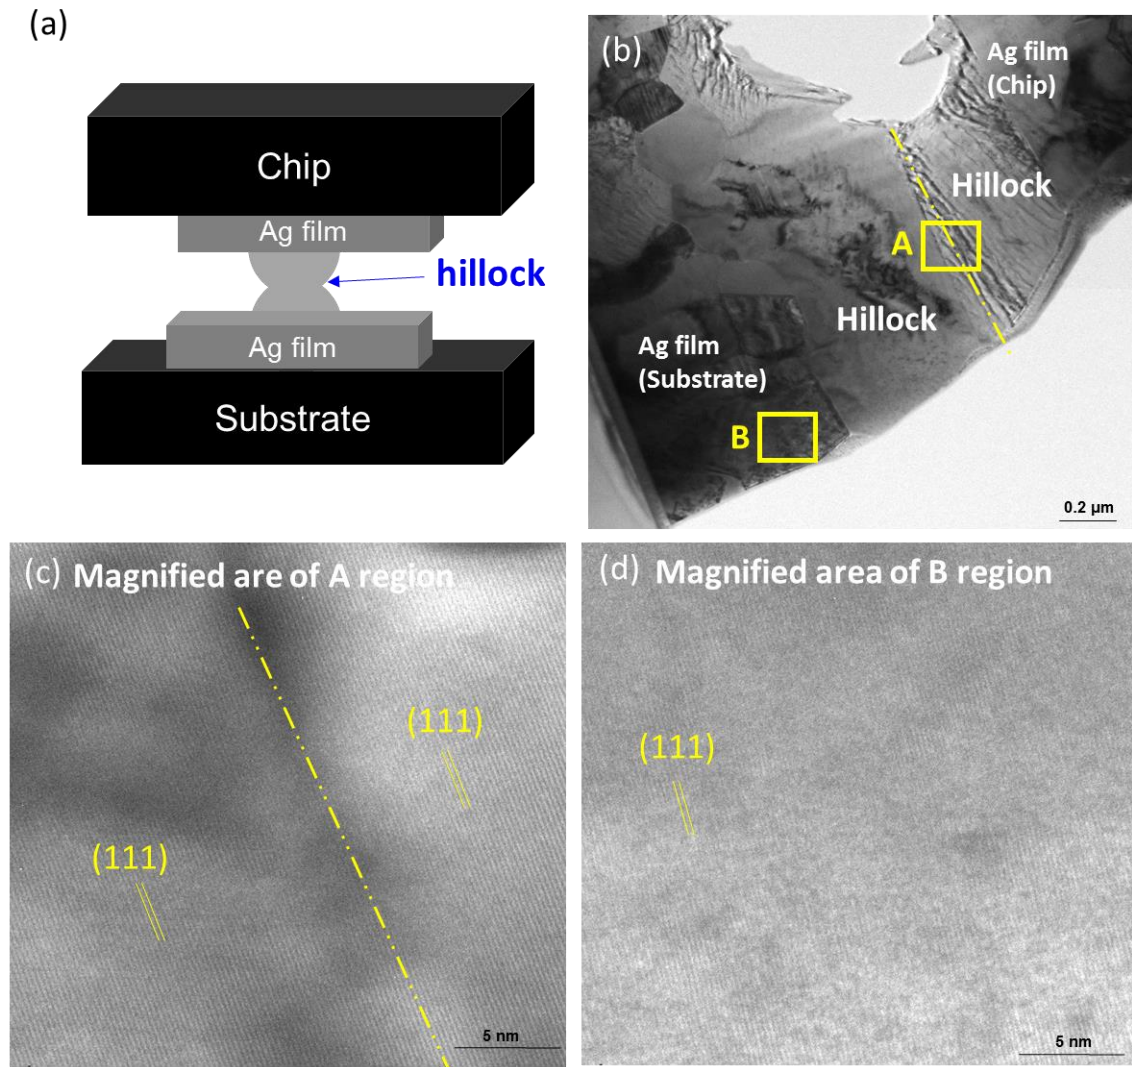 (a)
Chip
Ag film
hillock
Ag film
Substrate
(b)
Ag film
(Chip)
Hillock
A
Hillock
Ag film
(Substrate)
B
0.2 μm
(c) Magnified are of A region
(111)
(111)
5 nm
(d) Magnified area of B region
(111)
5 nm